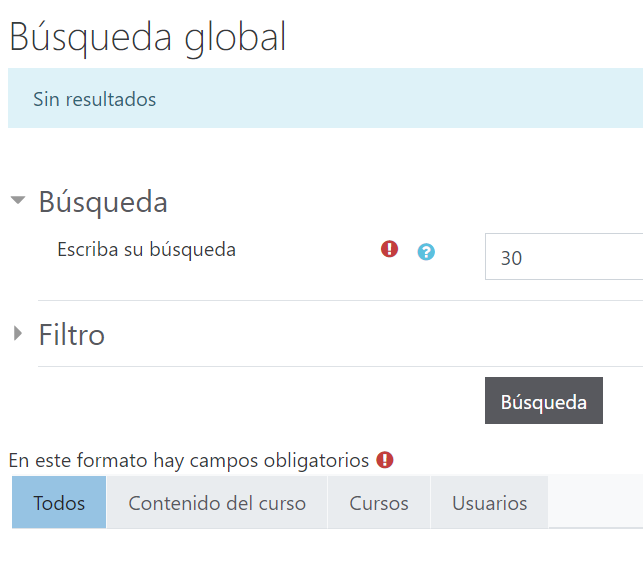 Búsqueda global
Sin resultados
Búsqueda
Escriba su búsqueda
30
Filtro
Búsqueda
En este formato hay campos obligatorios
Todos Contenido del curso Cursos Usuarios